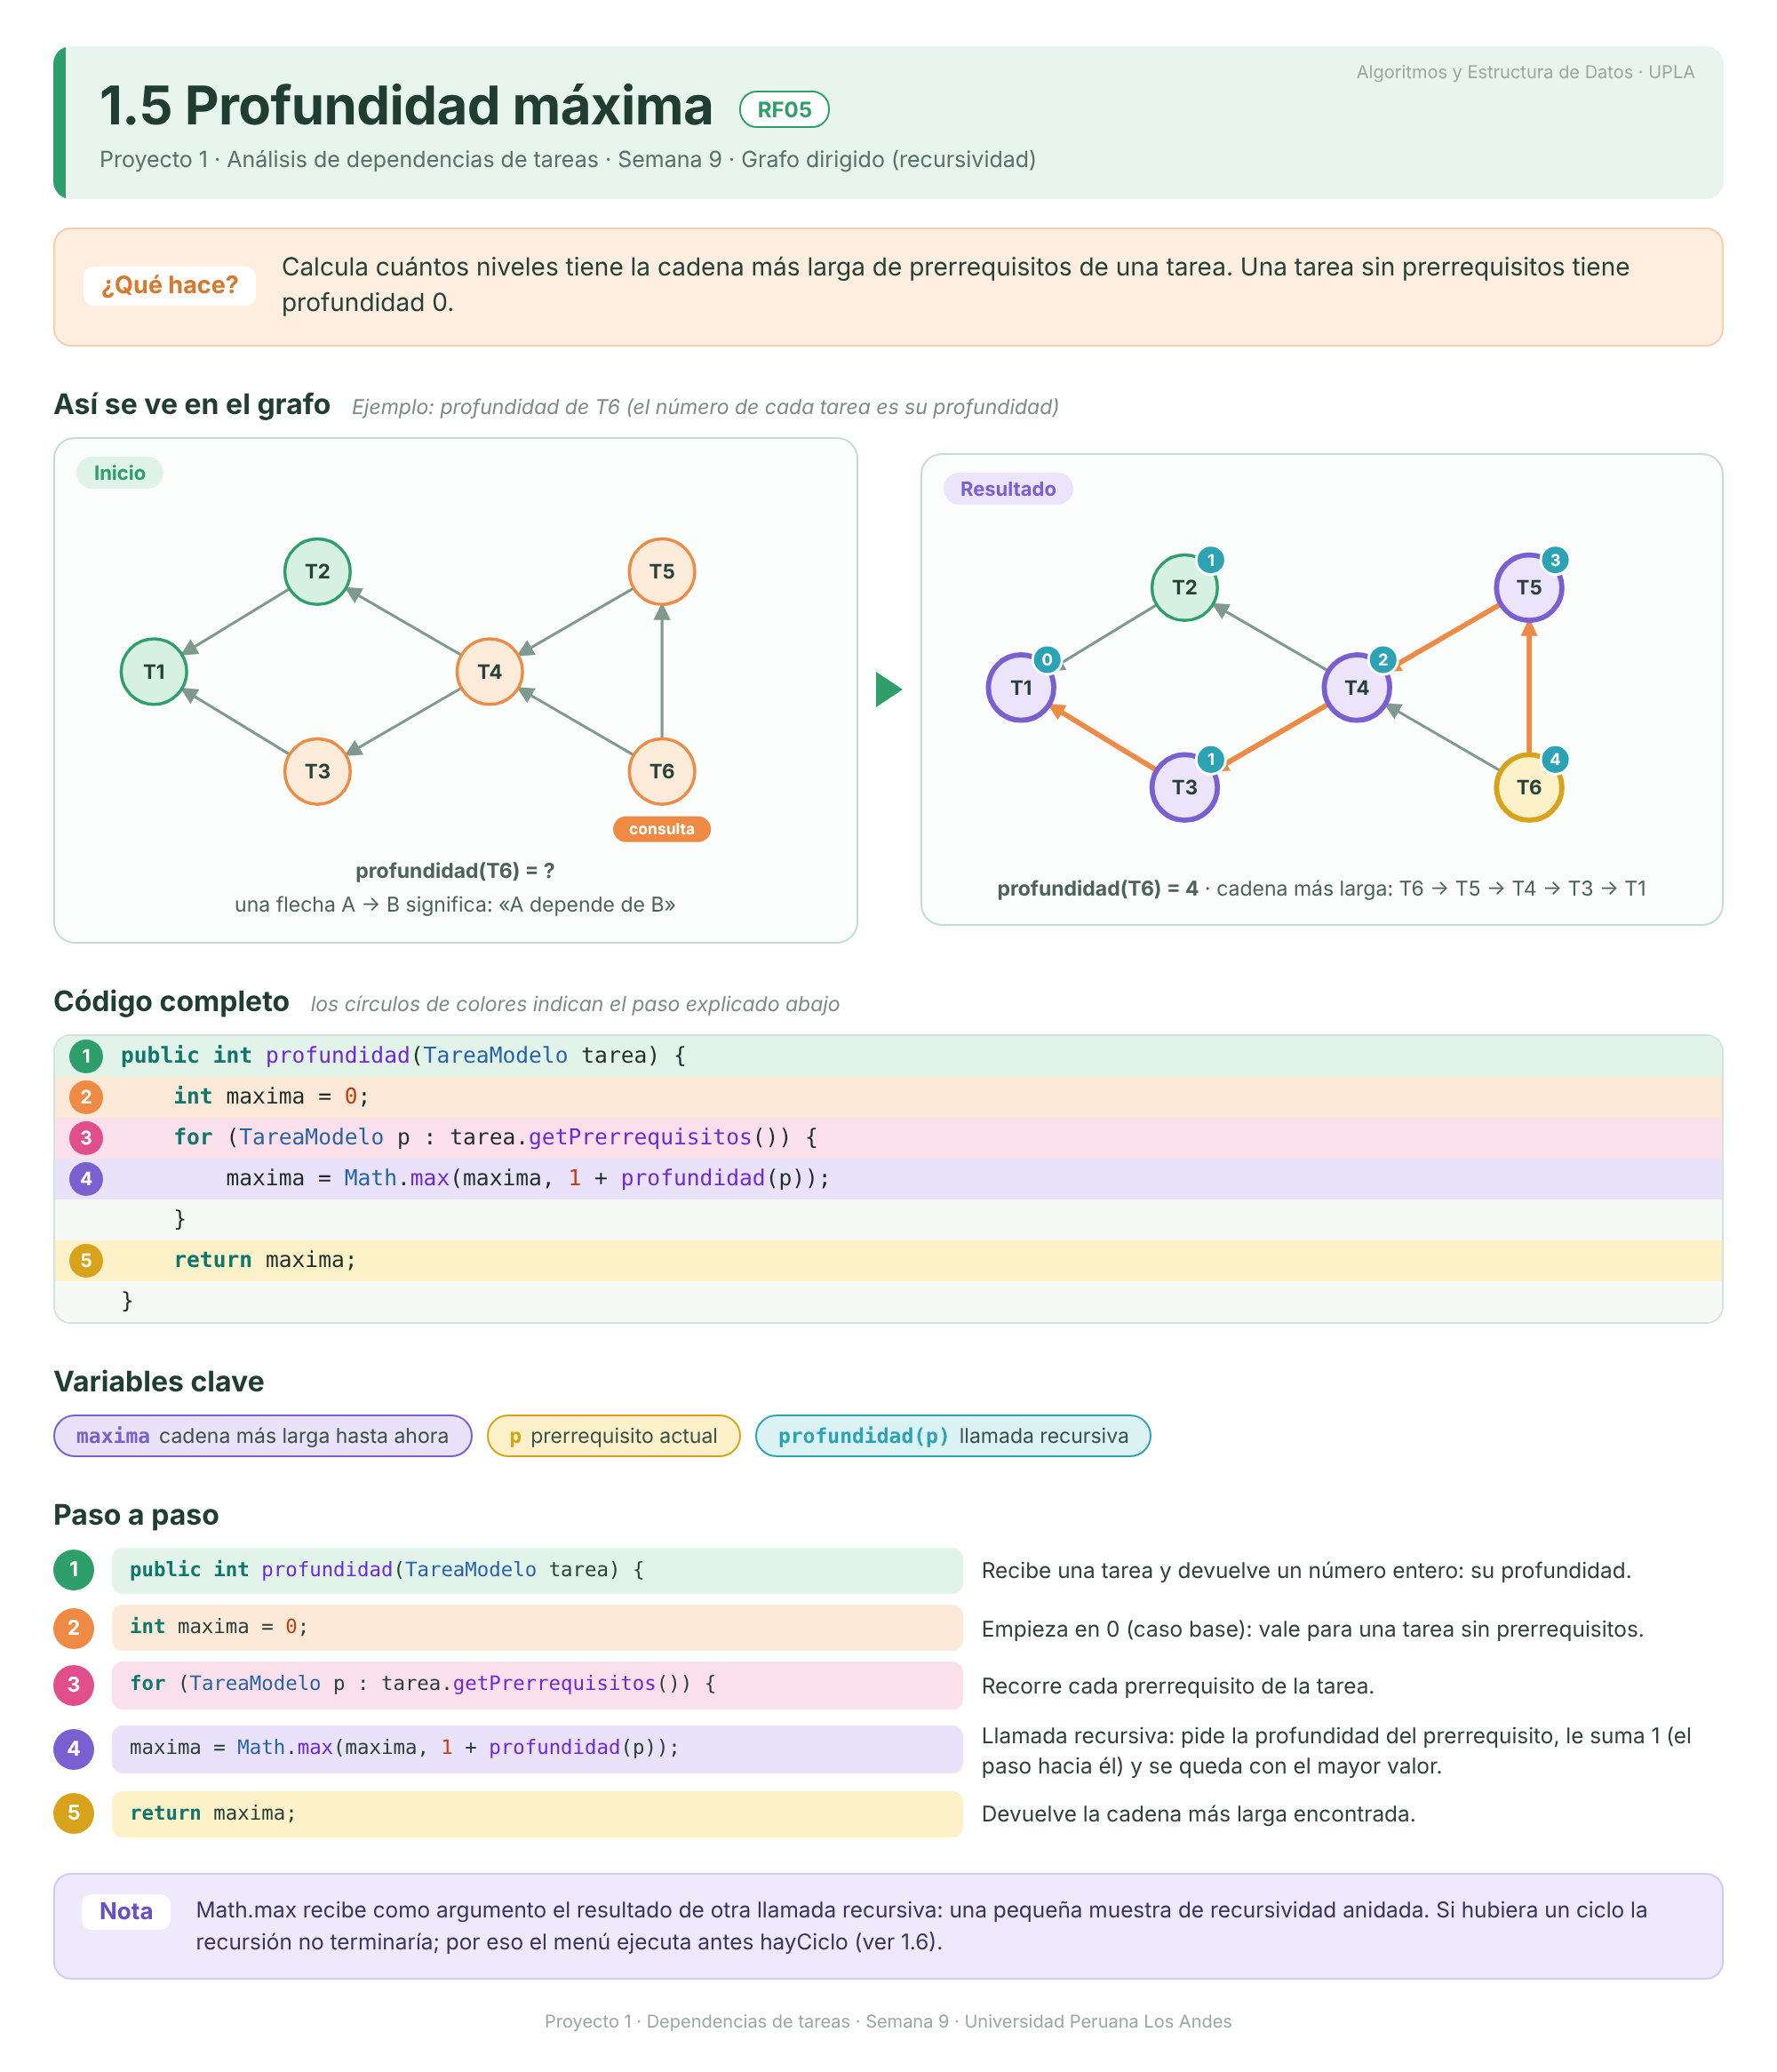 Algoritmos y Estructura de Datos · UPLA
1.5 Profundidad máxima RF05
Proyecto 1 · Análisis de dependencias de tareas · Semana 9 · Grafo dirigido (recursividad)
¿Qué hace?
Calcula cuántos niveles tiene la cadena más larga de prerrequisitos de una tarea. Una tarea sin prerrequisitos tiene
profundidad 0.
Así se ve en el grafo Ejemplo: profundidad de T6 (el número de cada tarea es su profundidad)
Inicio
T2
T5
T1
T4
T3
T6
consulta
profundidad(T6) = ?
una flecha A → B significa: «A depende de B»
Resultado
T2 1
T5 3
T1 0
T4 2
T3 1
T6 4
profundidad(T6) = 4 · cadena más larga: T6 → T5 → T4 → T3 → T1
Código completo los círculos de colores indican el paso explicado abajo
1 public int profundidad(TareaModelo tarea) {
2 int maxima = 0;
3 for (TareaModelo p : tarea.getPrerrequisitos()) {
4 maxima = Math.max(maxima, 1 + profundidad(p));
}
5 return maxima;
}
Variables clave
maxima cadena más larga hasta ahora p prerrequisito actual profundidad(p) llamada recursiva
Paso a paso
1 public int profundidad(TareaModelo tarea) { Recibe una tarea y devuelve un número entero: su profundidad.
2 int maxima = 0; Empieza en 0 (caso base): vale para una tarea sin prerrequisitos.
3 for (TareaModelo p : tarea.getPrerrequisitos()) { Recorre cada prerrequisito de la tarea.
4 maxima = Math.max(maxima, 1 + profundidad(p)); Llamada recursiva: pide la profundidad del prerrequisito, le suma 1 (el
paso hacia él) y se queda con el mayor valor.
5 return maxima; Devuelve la cadena más larga encontrada.
Nota
Math.max recibe como argumento el resultado de otra llamada recursiva: una pequeña muestra de recursividad anidada. Si hubiera un ciclo la
recursión no terminaría; por eso el menú ejecuta antes hayCiclo (ver 1.6).
Proyecto 1 · Dependencias de tareas · Semana 9 · Universidad Peruana Los Andes